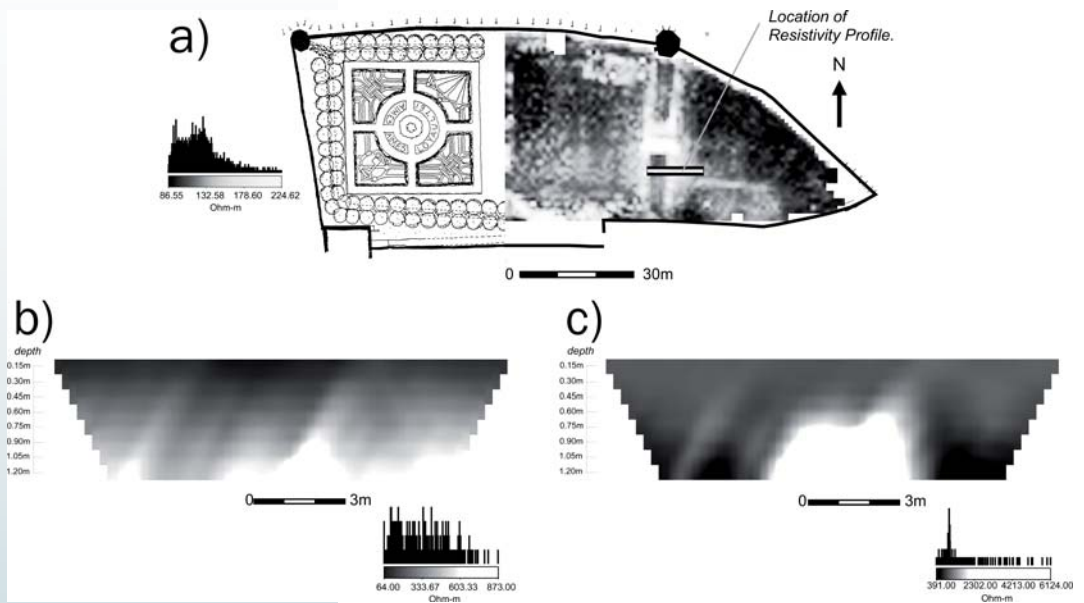 a)
Location of
Resistivity Profile.
N
86.55 132.58 178.60 224.62
Ohm-m
0 30m
b)
depth
0.15m
0.30m
0.45m
0.60m
0.75m
0.90m
1.05m
1.20m
0 3m
64.00 333.67 603.33 873.00
Ohm-m
c)
depth
0.15m
0.30m
0.45m
0.60m
0.75m
0.90m
1.05m
1.20m
0 3m
391.00 2302.00 4213.00 6124.00
Ohm-m